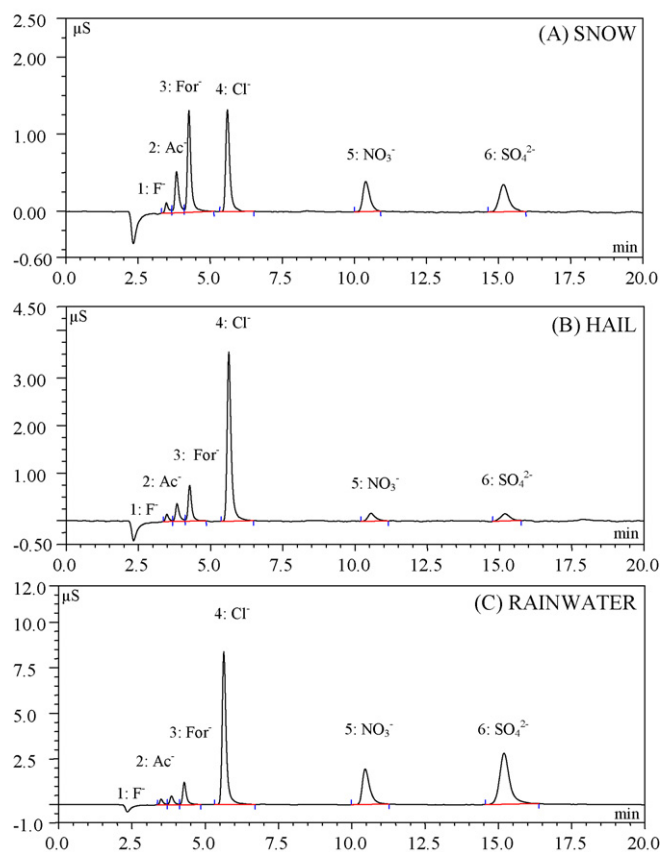 2.50
µS
(A) SNOW
2.00
3: For⁻
4: Cl⁻
1.00
2: Ac⁻
5: NO₃⁻
6: SO₄²⁻
1: F⁻
0.00
-0.60
min
0.0 2.5 5.0 7.5 10.0 12.5 15.0 17.5 20.0
4.50
µS
4: Cl⁻
(B) HAIL
3.00
2.00
3: For⁻
1.00
2: Ac⁻
5: NO₃⁻
6: SO₄²⁻
1: F⁻
-0.50
min
0.0 2.5 5.0 7.5 10.0 12.5 15.0 17.5 20.0
12.0
µS
(C) RAINWATER
4: Cl⁻
7.5
5.0
3: For⁻
5: NO₃⁻
6: SO₄²⁻
2.5
2: Ac⁻
1: F⁻
-1.0
min
0.0 2.5 5.0 7.5 10.0 12.5 15.0 17.5 20.0